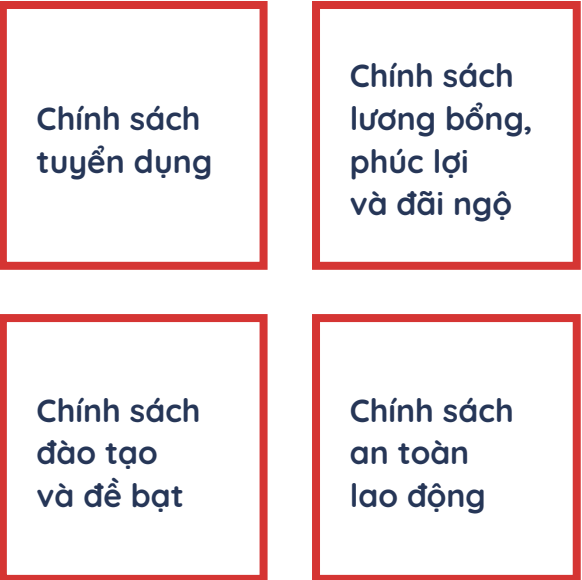 Chính sách
tuyển dụng
Chính sách
lương bổng,
phúc lợi
và đãi ngộ
Chính sách
đào tạo
và đề bạt
Chính sách
an toàn
lao động